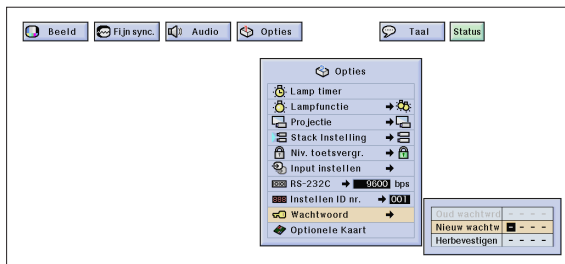 Beeld Fijn sync. Audio Opties Taal Status
Opties
Lamp timer
Lampfunctie
Projectie
Stack Instelling
Niv. toetsvergr.
Input instellen
RS-232C 9600 bps
Instellen ID nr. 001
Wachtwoord
Optionele Kaart
Oud wachtwrd - - - -
Nieuw wachtw - - - -
Herbevestigen - - - -